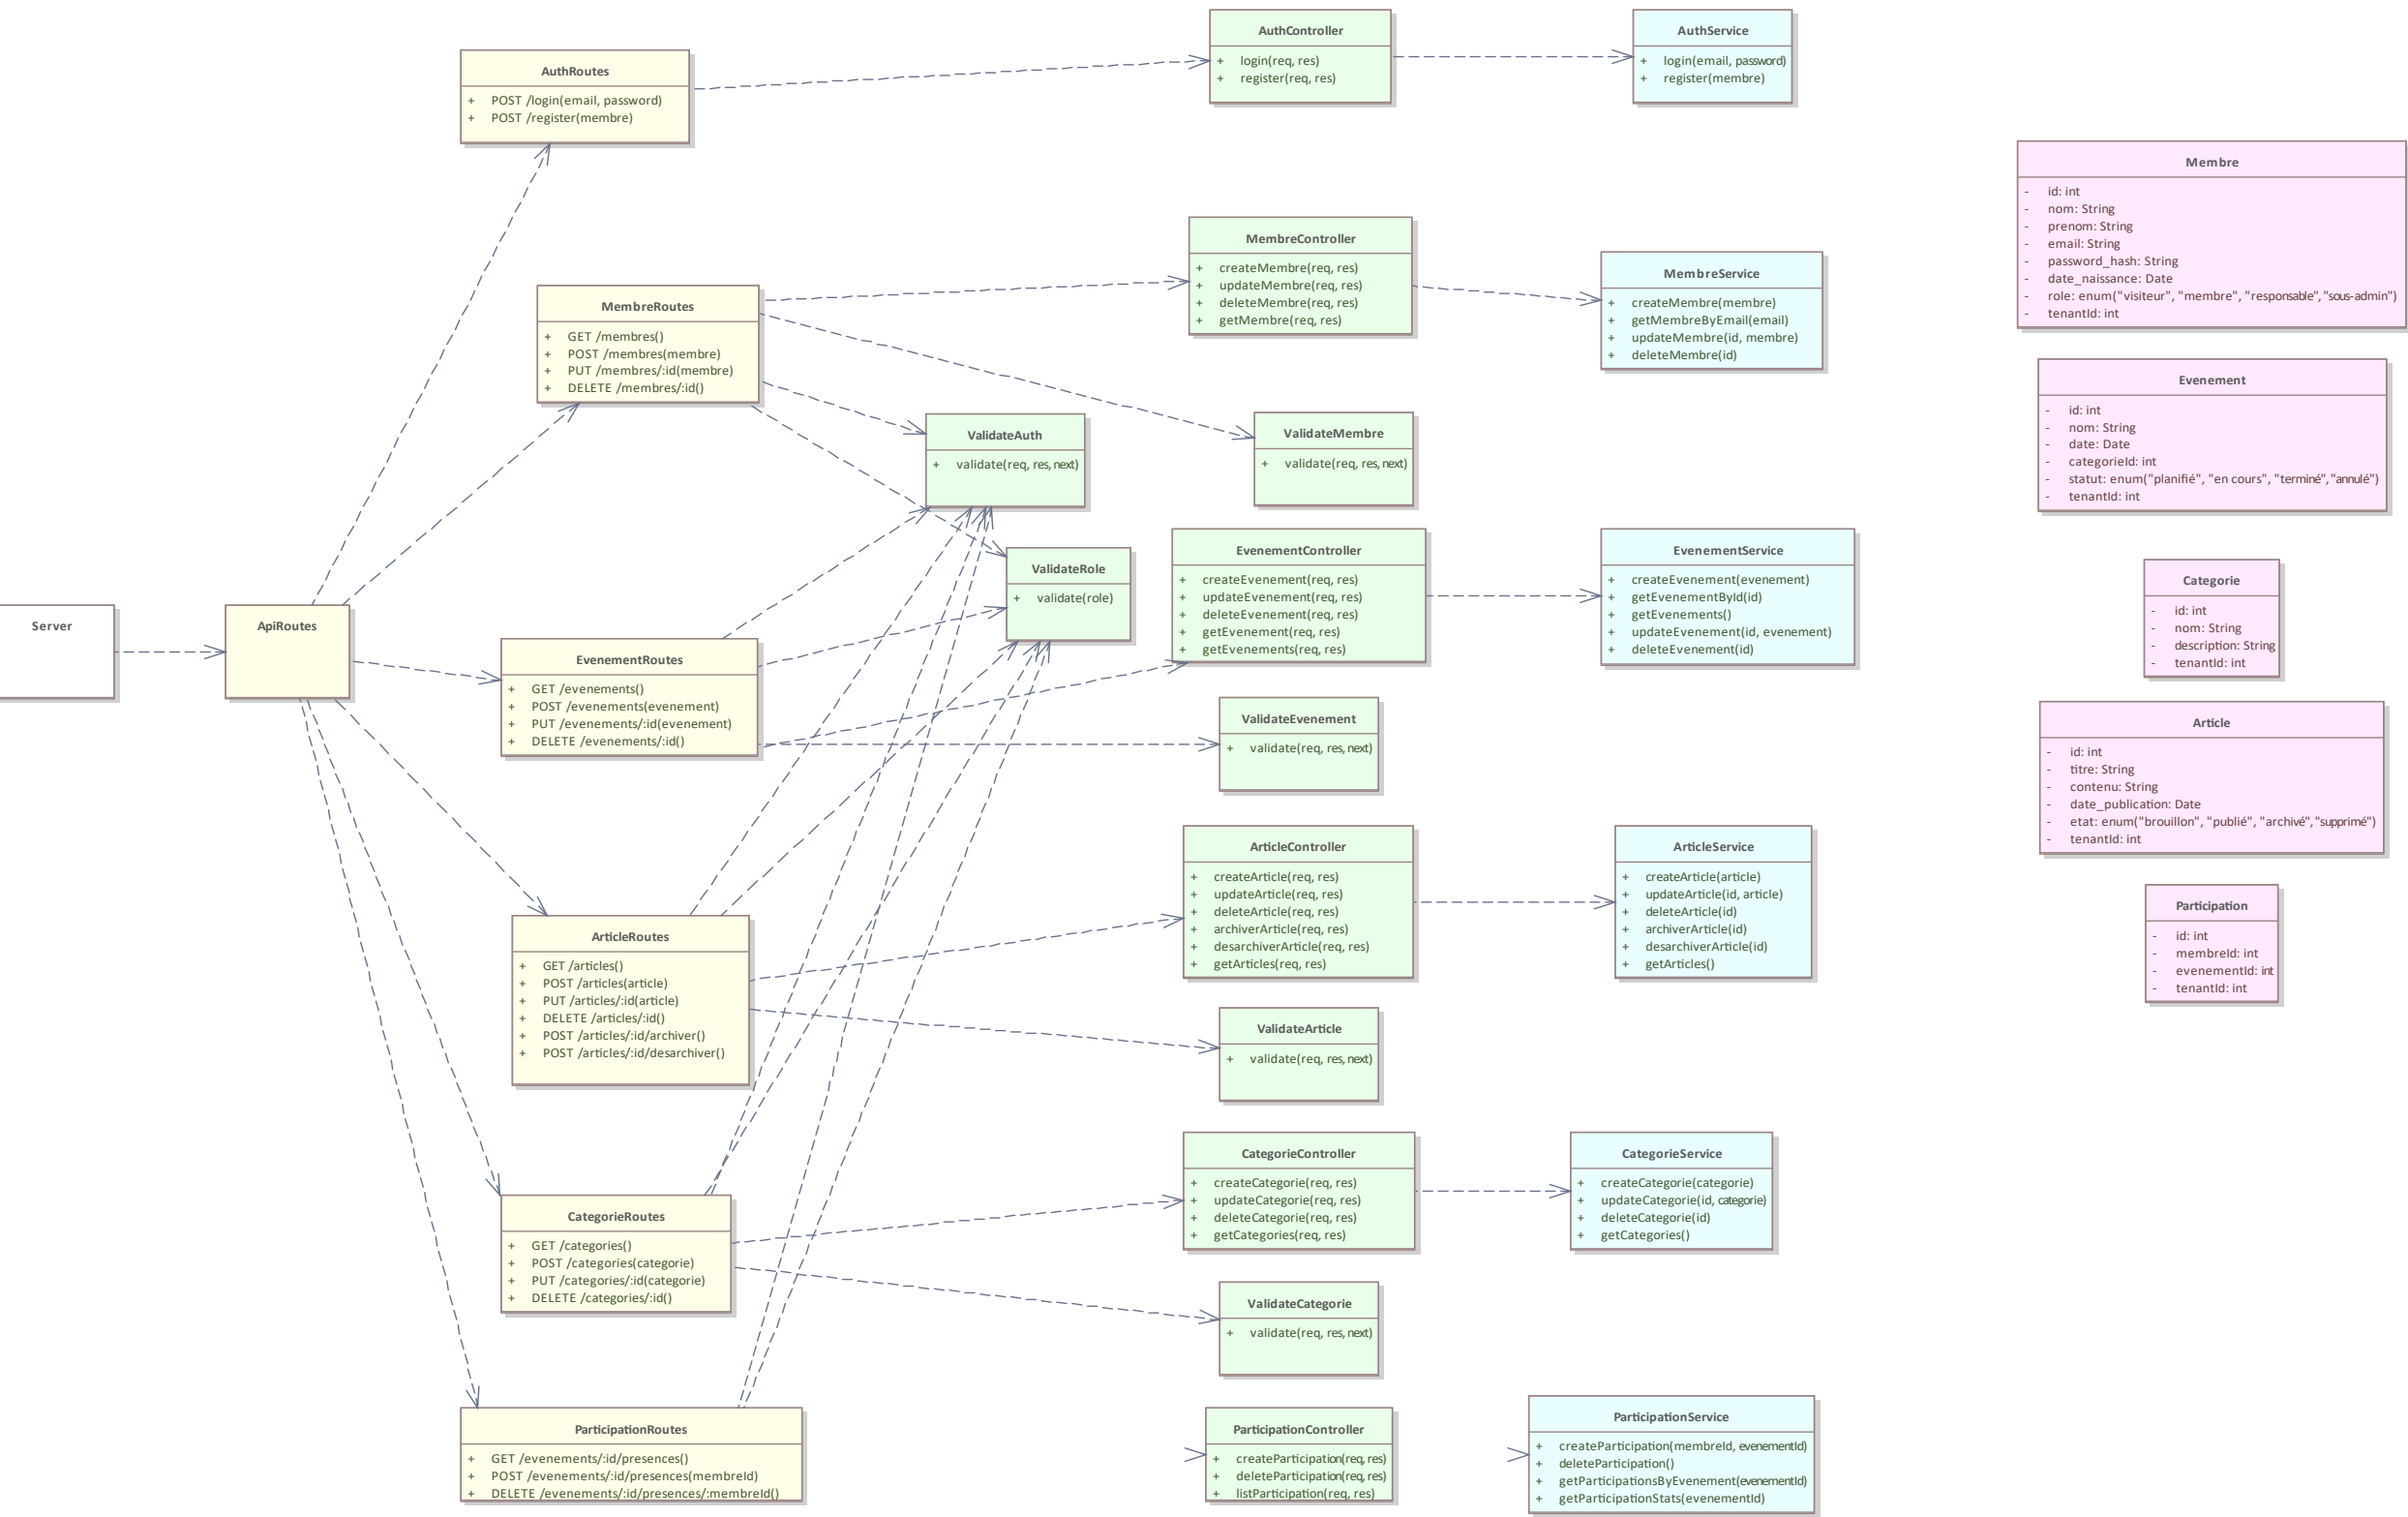 Server
ApiRoutes
AuthRoutes
+ POST /login(email, password)
+ POST /register(membre)
MembreRoutes
+ GET /membres()
+ POST /membres(membre)
+ PUT /membres/:id(membre)
+ DELETE /membres/:id()
EvenementRoutes
+ GET /evenements()
+ POST /evenements(evenement)
+ PUT /evenements/:id(evenement)
+ DELETE /evenements/:id()
ArticleRoutes
+ GET /articles()
+ POST /articles(article)
+ PUT /articles/:id(article)
+ DELETE /articles/:id()
+ POST /articles/:id/archiver()
+ POST /articles/:id/desarchiver()
CategorieRoutes
+ GET /categories()
+ POST /categories(categorie)
+ PUT /categories/:id(categorie)
+ DELETE /categories/:id()
ParticipationRoutes
+ GET /evenements/:id/presences()
+ POST /evenements/:id/presences(membreId)
+ DELETE /evenements/:id/presences/:membreId()
ValidateAuth
+ validate(req, res, next)
ValidateRole
+ validate(role)
AuthController
+ login(req, res)
+ register(req, res)
MembreController
+ createMembre(req, res)
+ updateMembre(req, res)
+ deleteMembre(req, res)
+ getMembre(req, res)
ValidateMembre
+ validate(req, res, next)
EvenementController
+ createEvenement(req, res)
+ updateEvenement(req, res)
+ deleteEvenement(req, res)
+ getEvenement(req, res)
+ getEvenements(req, res)
ValidateEvenement
+ validate(req, res, next)
ArticleController
+ createArticle(req, res)
+ updateArticle(req, res)
+ deleteArticle(req, res)
+ archiverArticle(req, res)
+ desarchiverArticle(req, res)
+ getArticles(req, res)
ValidateArticle
+ validate(req, res, next)
CategorieController
+ createCategorie(req, res)
+ updateCategorie(req, res)
+ deleteCategorie(req, res)
+ getCategories(req, res)
ValidateCategorie
+ validate(req, res, next)
ParticipationController
+ createParticipation(req, res)
+ deleteParticipation(req, res)
+ listParticipation(req, res)
AuthService
+ login(email, password)
+ register(membre)
MembreService
+ createMembre(membre)
+ getMembreByEmail(email)
+ updateMembre(id, membre)
+ deleteMembre(id)
EvenementService
+ createEvenement(evenement)
+ getEvenementById(id)
+ getEvenements()
+ updateEvenement(id, evenement)
+ deleteEvenement(id)
ArticleService
+ createArticle(article)
+ updateArticle(id, article)
+ deleteArticle(id)
+ archiverArticle(id)
+ desarchiverArticle(id)
+ getArticles()
CategorieService
+ createCategorie(categorie)
+ updateCategorie(id, categorie)
+ deleteCategorie(id)
+ getCategories()
ParticipationService
+ createParticipation(membreId, evenementId)
+ deleteParticipation()
+ getParticipationsByEvenement(evenementId)
+ getParticipationStats(evenementId)
Membre
- id: int
- nom: String
- prenom: String
- email: String
- password_hash: String
- date_naissance: Date
- role: enum("visiteur", "membre", "responsable", "sous-admin")
- tenantId: int
Evenement
- id: int
- nom: String
- date: Date
- categorieId: int
- statut: enum("planifié", "en cours", "terminé", "annulé")
- tenantId: int
Categorie
- id: int
- nom: String
- description: String
- tenantId: int
Article
- id: int
- titre: String
- contenu: String
- date_publication: Date
- etat: enum("brouillon", "publié", "archivé", "supprimé")
- tenantId: int
Participation
- id: int
- membreId: int
- evenementId: int
- tenantId: int